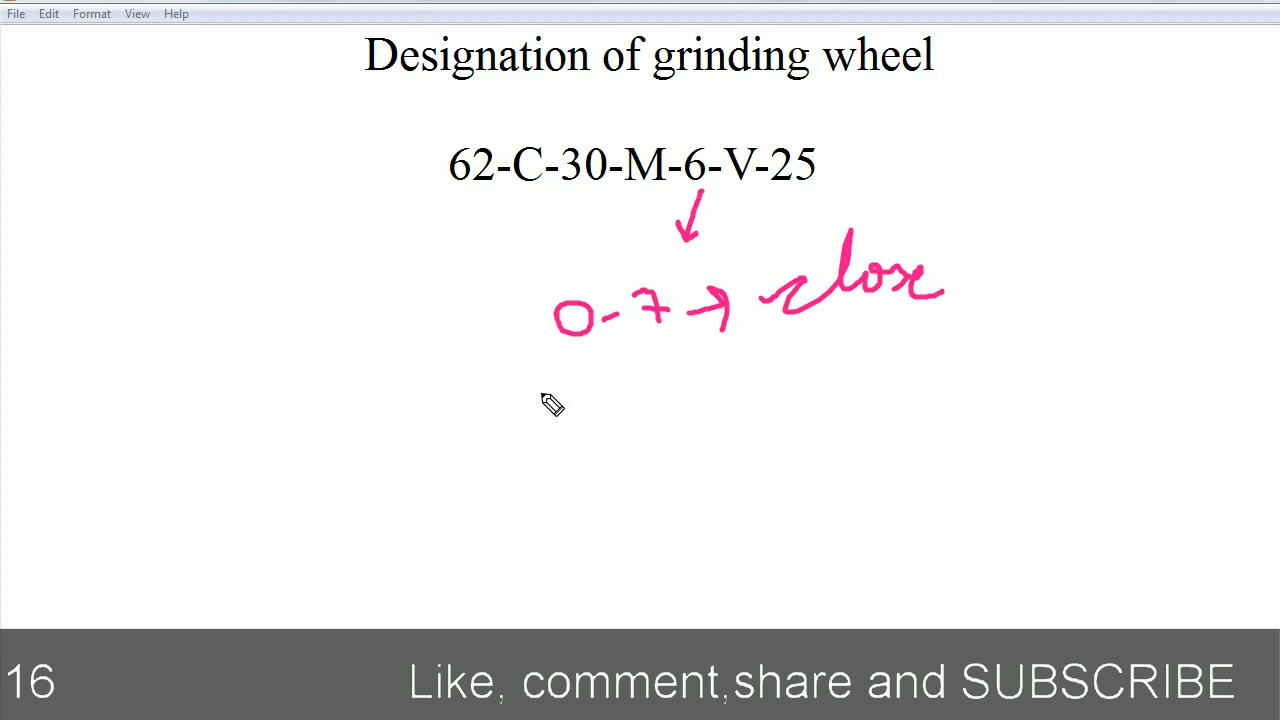 File Edit Format View Help
Designation of grinding wheel
62-C-30-M-6-V-25
0-7→ close
16 Like, comment,share and SUBSCRIBE